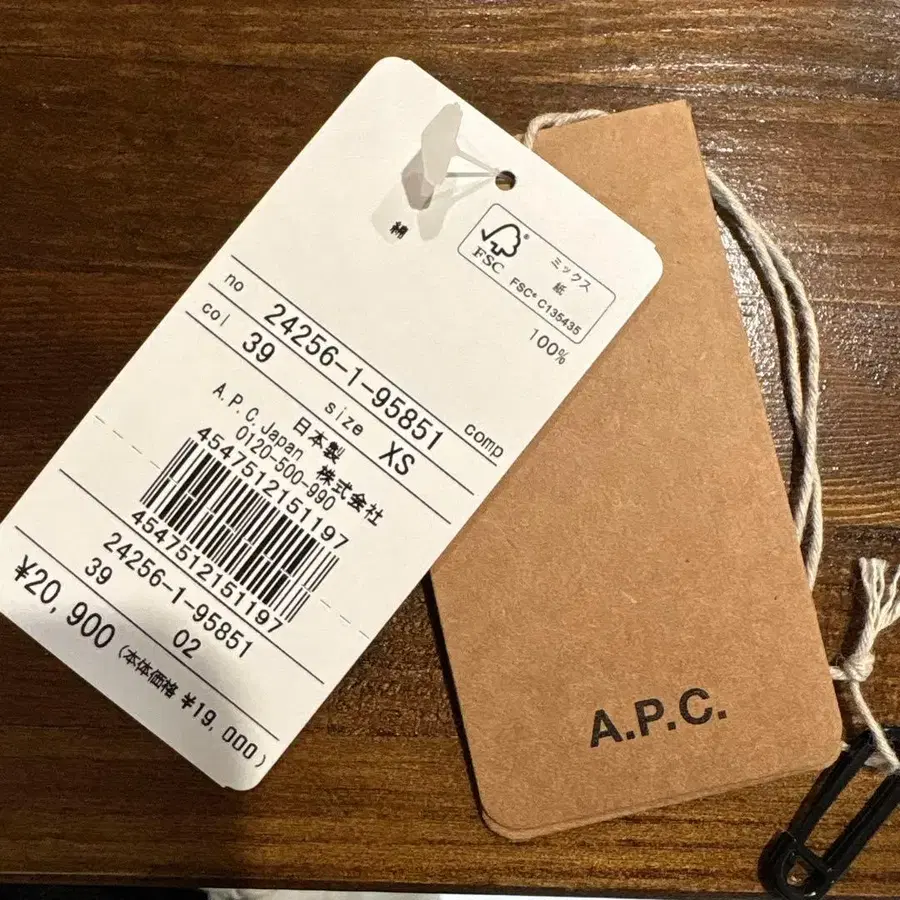 綿
100%
FSC
ミックス
紙
FSC® C135435
no 24256-1-95851 comp
col 39 size XS
日本製
A.P.C. Japan 株式会社
0120-500-990
4547512151197
4547512151197
24256-1-95851
39 02
¥20,900 (本体価格 ¥19,000)
A.P.C.